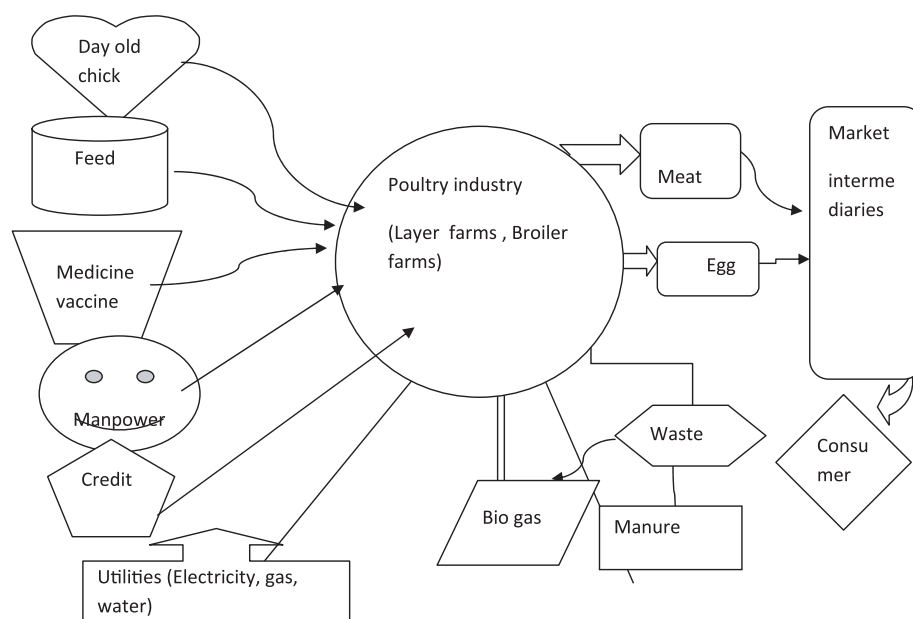 Day old
chick
Feed
Medicine
vaccine
Manpower
Credit
Utilities (Electricity, gas,
water)
Poultry industry
(Layer farms , Broiler
farms)
Meat
Egg
Market
interme
diaries
Waste
Bio gas
Manure
Consu
mer